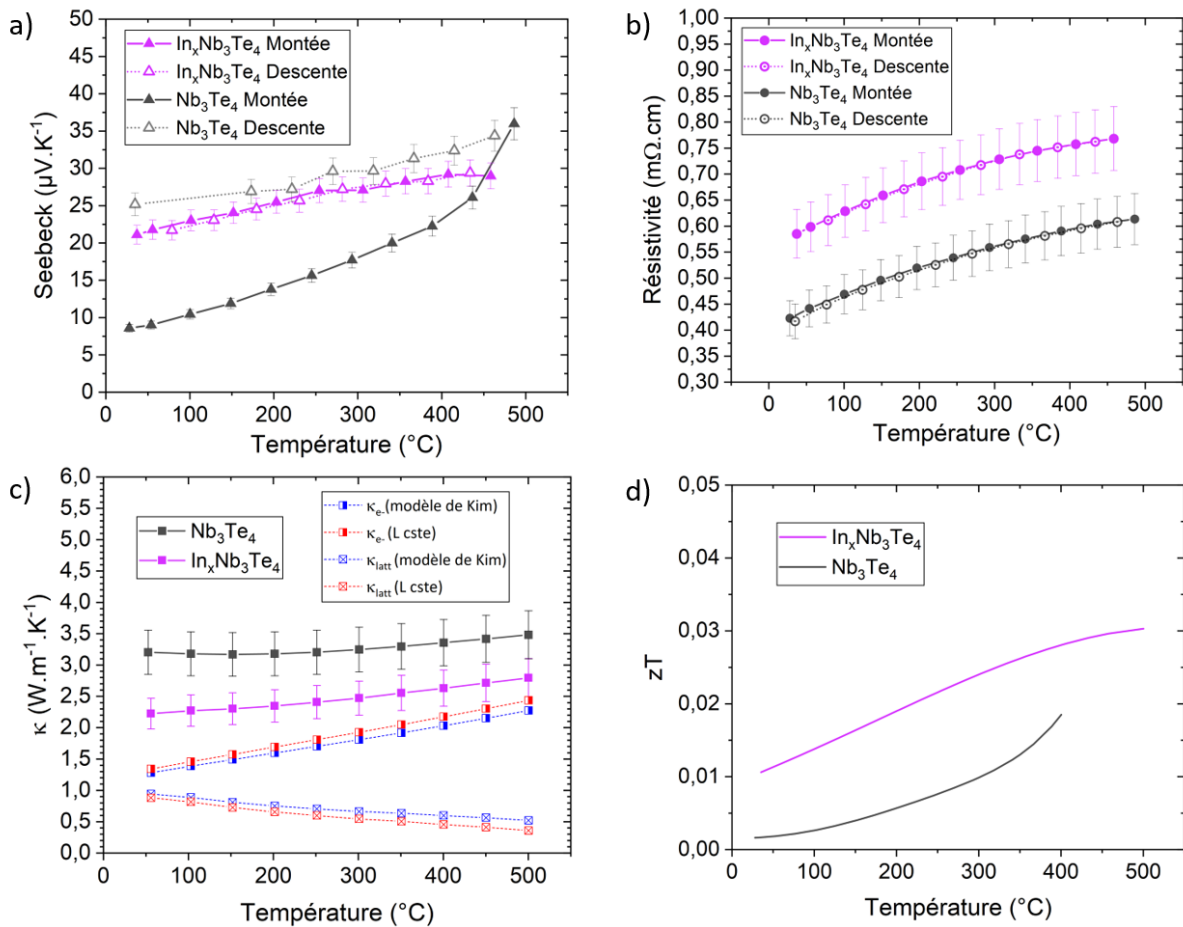 a)
Seebeck (µV.K⁻¹)
50
45
40
35
30
25
20
15
10
5
0
InₓNb₃Te₄ Montée
InₓNb₃Te₄ Descente
Nb₃Te₄ Montée
Nb₃Te₄ Descente
0 100 200 300 400 500
Température (°C)
b)
Résistivité (mΩ.cm)
1,00
0,95
0,90
0,85
0,80
0,75
0,70
0,65
0,60
0,55
0,50
0,45
0,40
0,35
0,30
InₓNb₃Te₄ Montée
InₓNb₃Te₄ Descente
Nb₃Te₄ Montée
Nb₃Te₄ Descente
0 100 200 300 400 500
Température (°C)
c)
κ (W.m⁻¹.K⁻¹)
6,0
5,5
5,0
4,5
4,0
3,5
3,0
2,5
2,0
1,5
1,0
0,5
0,0
Nb₃Te₄
InₓNb₃Te₄
κₑ₋ (modèle de Kim)
κₑ₋ (L cste)
κₗₐₜₜ (modèle de Kim)
κₗₐₜₜ (L cste)
0 100 200 300 400 500
Température (°C)
d)
zT
0,05
0,04
0,03
0,02
0,01
0,00
InₓNb₃Te₄
Nb₃Te₄
0 100 200 300 400 500
Température (°C)